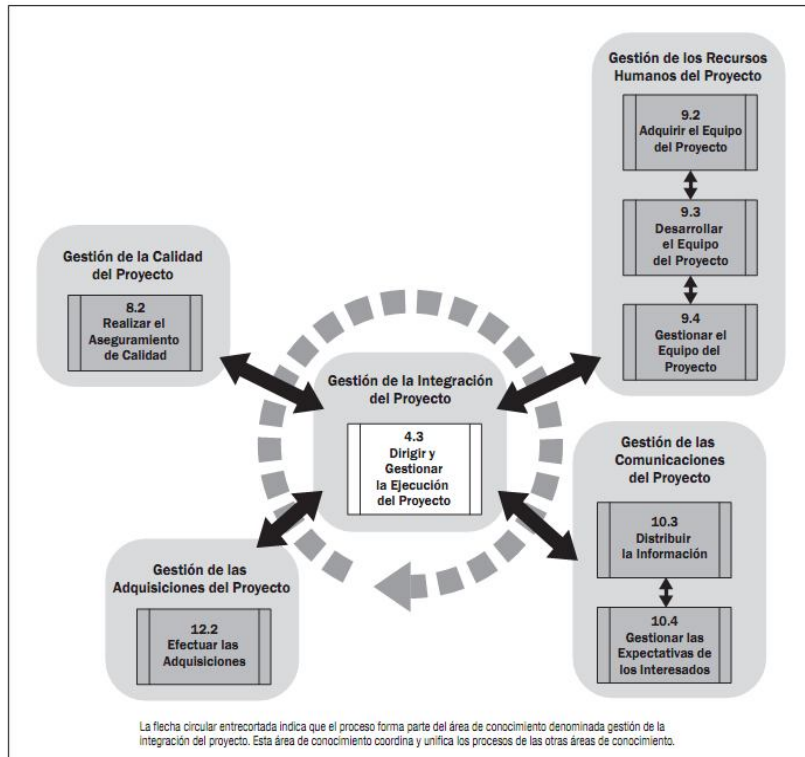 Gestión de los Recursos
Humanos del Proyecto
9.2
Adquirir el Equipo
del Proyecto
9.3
Desarrollar
el Equipo
del Proyecto
9.4
Gestionar el
Equipo del
Proyecto
Gestión de la Calidad
del Proyecto
8.2
Realizar el
Aseguramiento
de Calidad
Gestión de la Integración
del Proyecto
4.3
Dirigir y
Gestionar
la Ejecución
del Proyecto
Gestión de las
Comunicaciones
del Proyecto
10.3
Distribuir
la Información
10.4
Gestionar las
Expectativas de
los Interesados
Gestión de las
Adquisiciones del Proyecto
12.2
Efectuar las
Adquisiciones
La flecha circular entrecortada indica que el proceso forma parte del área de conocimiento denominada gestión de la
integración del proyecto. Esta área de conocimiento coordina y unifica los procesos de las otras áreas de conocimiento.